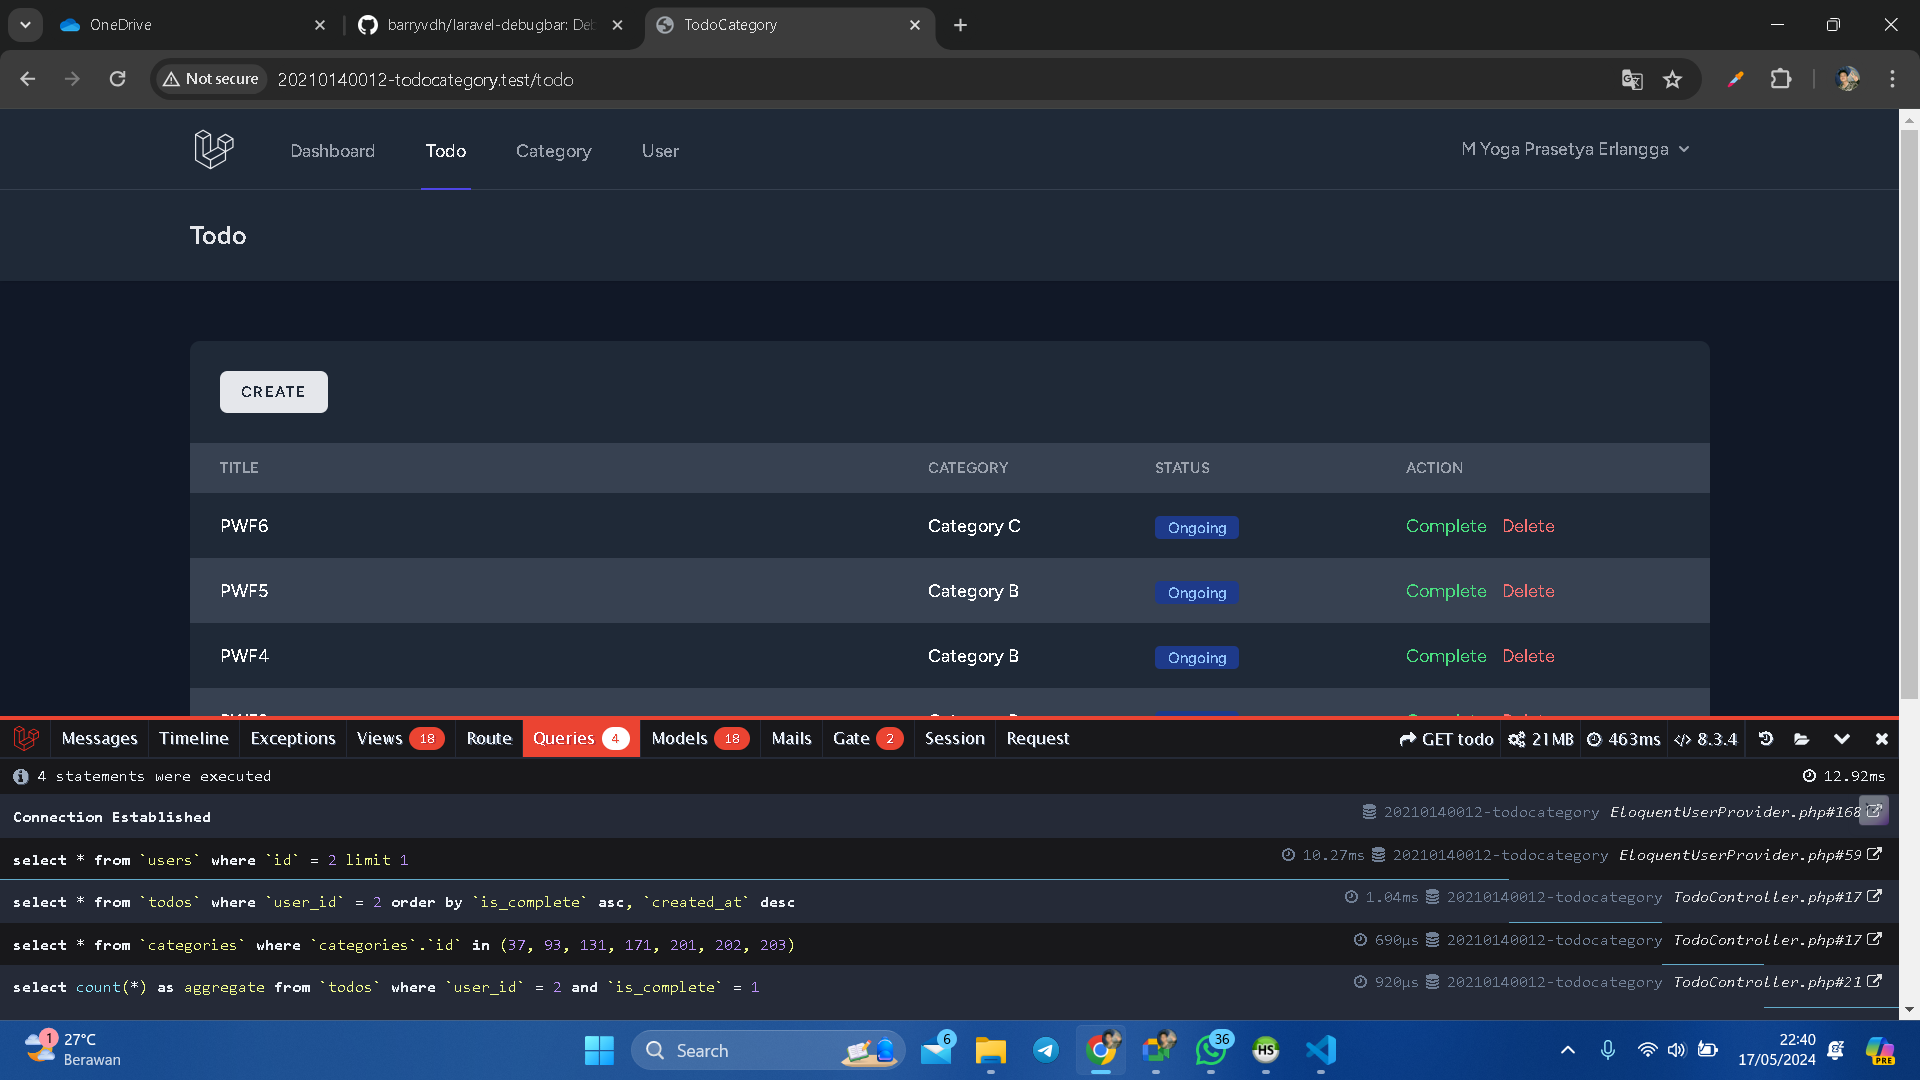 OneDrive
barryvdh/laravel-debugbar: Deb
TodoCategory
Not secure
20210140012-todocategory.test/todo
Dashboard
Todo
Category
User
M Yoga Prasetya Erlangga
Todo
CREATE
TITLE CATEGORY STATUS ACTION
PWF6 Category C Ongoing Complete Delete
PWF5 Category B Ongoing Complete Delete
PWF4 Category B Ongoing Complete Delete
Messages Timeline Exceptions Views 18 Route Queries 4 Models 18 Mails Gate 2 Session Request GET todo 21MB 463ms 8.3.4
4 statements were executed 12.92ms
Connection Established 20210140012-todocategory EloquentUserProvider.php#168
select * from `users` where `id` = 2 limit 1 10.27ms 20210140012-todocategory EloquentUserProvider.php#59
select * from `todos` where `user_id` = 2 order by `is_complete` asc, `created_at` desc 1.04ms 20210140012-todocategory TodoController.php#17
select * from `categories` where `categories`.`id` in (37, 93, 131, 171, 201, 202, 203) 690μs 20210140012-todocategory TodoController.php#17
select count(*) as aggregate from `todos` where `user_id` = 2 and `is_complete` = 1 920μs 20210140012-todocategory TodoController.php#21
1
27°C
Berawan
Search
6
HS
36
22:40
17/05/2024
PRE